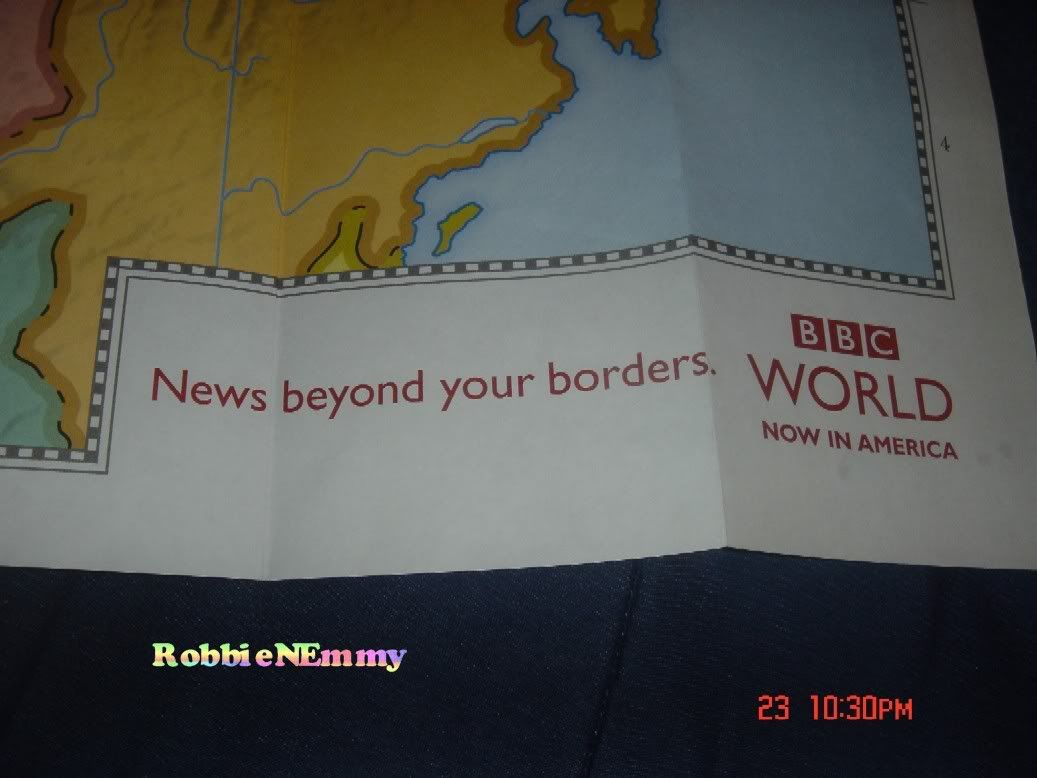 4
News beyond your borders.
BBC
WORLD
NOW IN AMERICA
RobbieNEmmy
23 10:30PM